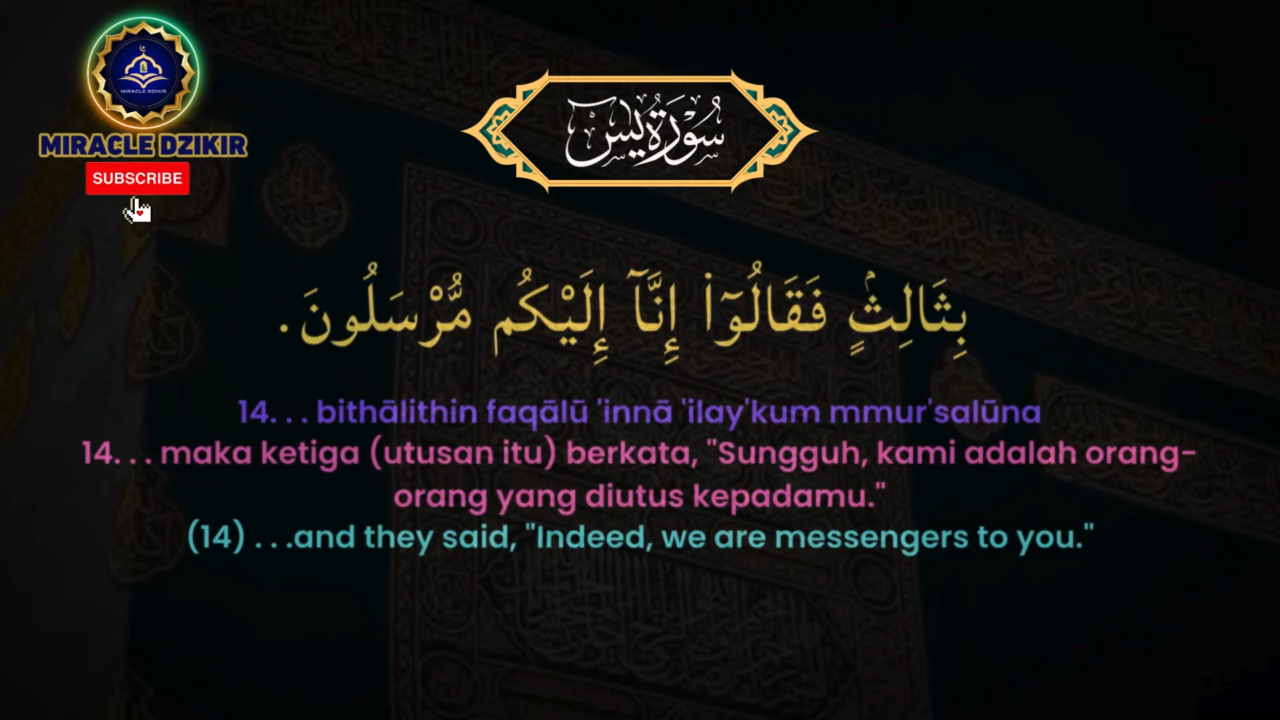 MIRACLE DZIKIR
MIRACLE DZIKIR
SUBSCRIBE
سُوْرَةُ يٰسٓ
بِثَالِثٍۢ فَقَالُوٓا۟ إِنَّآ إِلَيْكُم مُّرْسَلُونَ.
14. . . bithālithin faqālū 'innā 'ilay'kum mmur'salūna
14. . . maka ketiga (utusan itu) berkata, "Sungguh, kami adalah orang-
orang yang diutus kepadamu."
(14) . . .and they said, "Indeed, we are messengers to you."